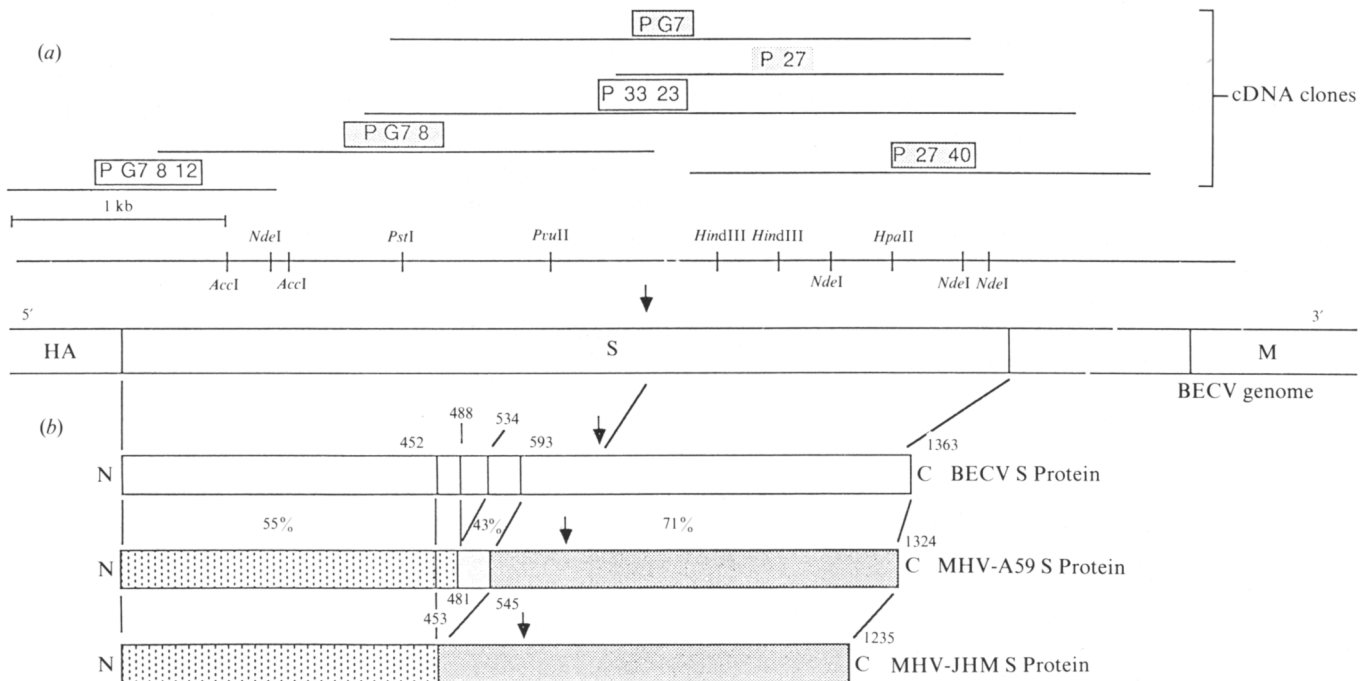 P G7
(a)
P 27
P 33 23
cDNA clones
P G7 8
P 27 40
P G7 8 12
1 kb
NdeI PstI PvuII HindIII HindIII HpaII
AccI AccI NdeI NdeI NdeI
5′ 3′
HA S M
BECV genome
(b)
488 534
452 593 1363
N C BECV S Protein
55% 43% 71%
1324
N C MHV-A59 S Protein
481 545
453 1235
N C MHV-JHM S Protein